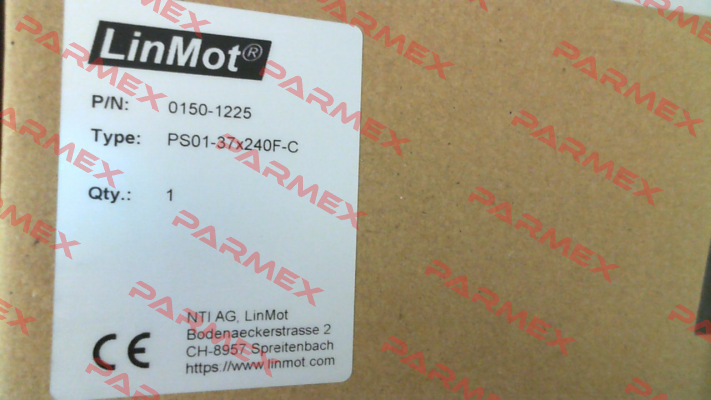 LinMot®
P/N: 0150-1225
Type: PS01-37x240F-C
Qty.: 1
NTI AG, LinMot
Bodenaeckerstrasse 2
CH-8957 Spreitenbach
https://www.linmot.com
CE
PARMEX